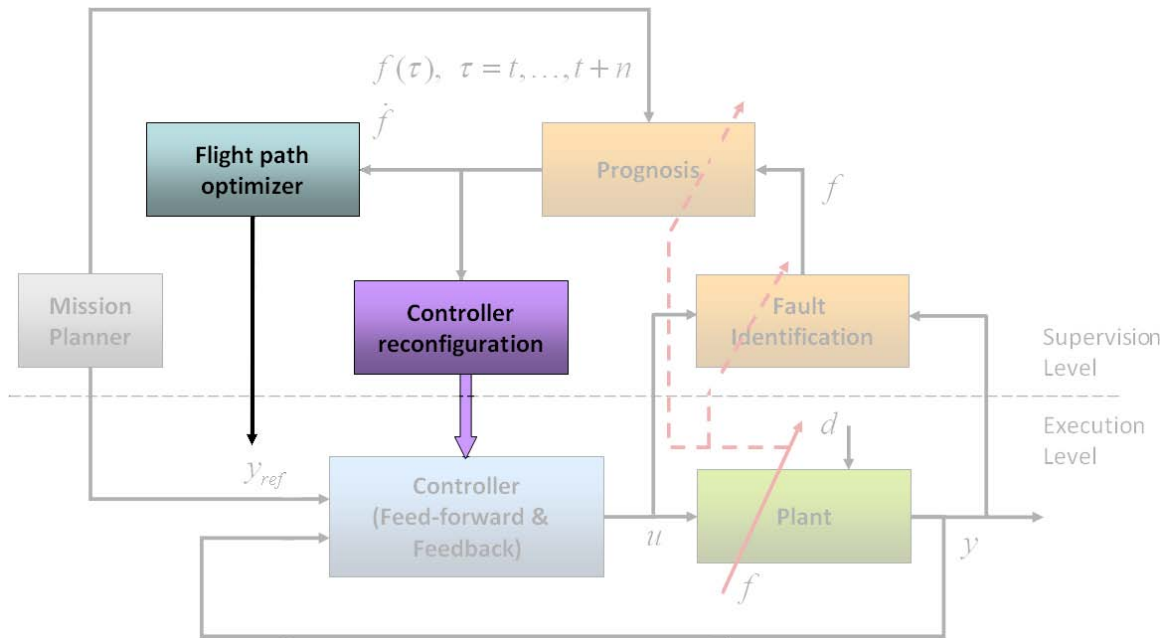 f(τ), τ = t,...,t + n
ḟ
Flight path
optimizer
Prognosis
f
Mission
Planner
Controller
reconfiguration
Fault
Identification
Supervision
Level
Execution
Level
d
y_ref
Controller
(Feed-forward &
Feedback)
u
Plant
y
f